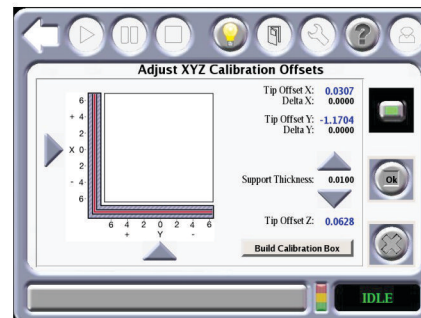 Adjust XYZ Calibration Offsets
Tip Offset X: 0.0307
Delta X: 0.0000
Tip Offset Y: -1.1704
Delta Y: 0.0000
Support Thickness: 0.0100
Tip Offset Z: 0.0628
Build Calibration Box
6
+ 4
2
X 0
2
- 4
6
6 4 2 0 2 4 6
+ Y -
Ok
IDLE